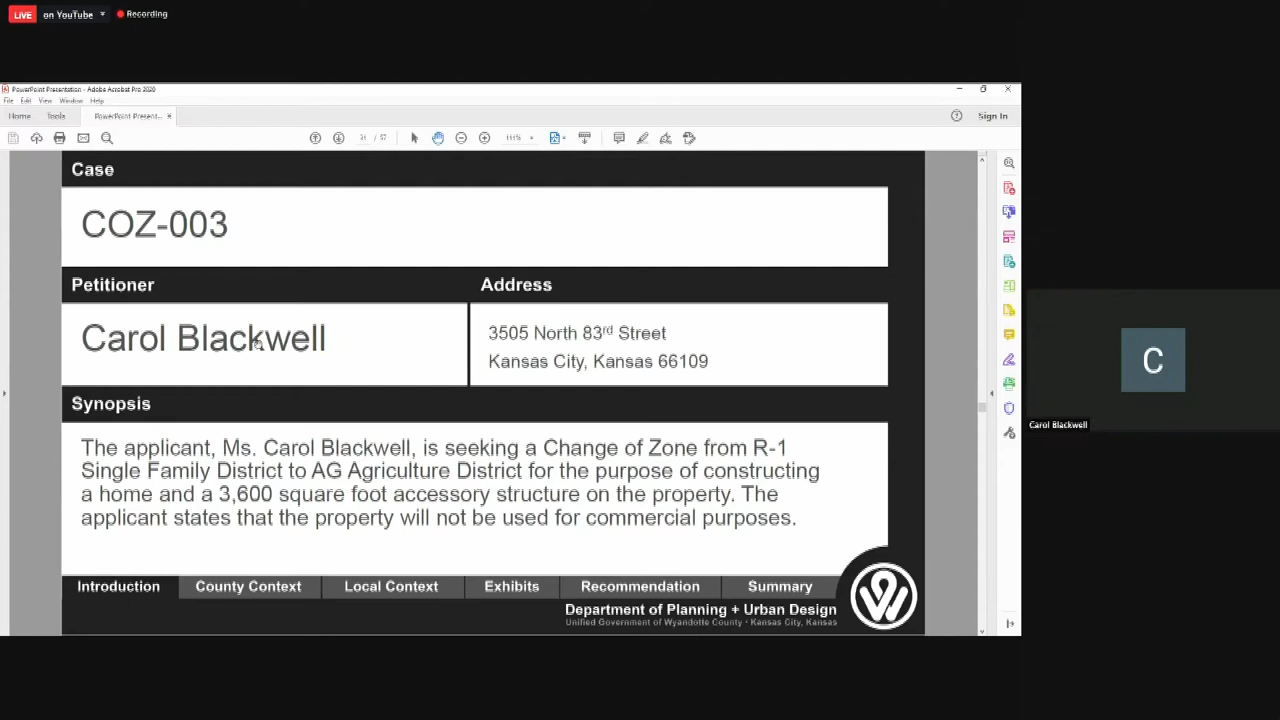 LIVE on YouTube Recording
PowerPoint Presentation - Adobe Acrobat Pro 2020
File Edit View Window Help
Home Tools PowerPoint Present... × Sign In
31 / 57 111%
Case
COZ-003
Petitioner Address
Carol Blackwell
3505 North 83rd Street
Kansas City, Kansas 66109
C
Carol Blackwell
Synopsis
The applicant, Ms. Carol Blackwell, is seeking a Change of Zone from R-1
Single Family District to AG Agriculture District for the purpose of constructing
a home and a 3,600 square foot accessory structure on the property. The
applicant states that the property will not be used for commercial purposes.
Introduction County Context Local Context Exhibits Recommendation Summary
Department of Planning + Urban Design
Unified Government of Wyandotte County • Kansas City, Kansas